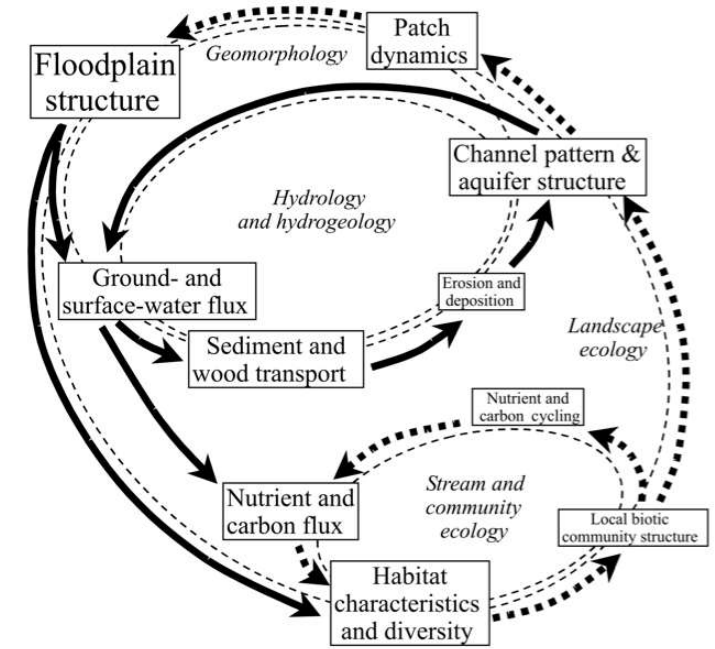 Patch
dynamics
Geomorphology
Floodplain
structure
Channel pattern &
aquifer structure
Hydrology
and hydrogeology
Ground- and
surface-water flux
Erosion and
deposition
Sediment and
wood transport
Landscape
ecology
Nutrient and
carbon cycling
Stream and
community
ecology
Nutrient and
carbon flux
Local biotic
community structure
Habitat
characteristics
and diversity